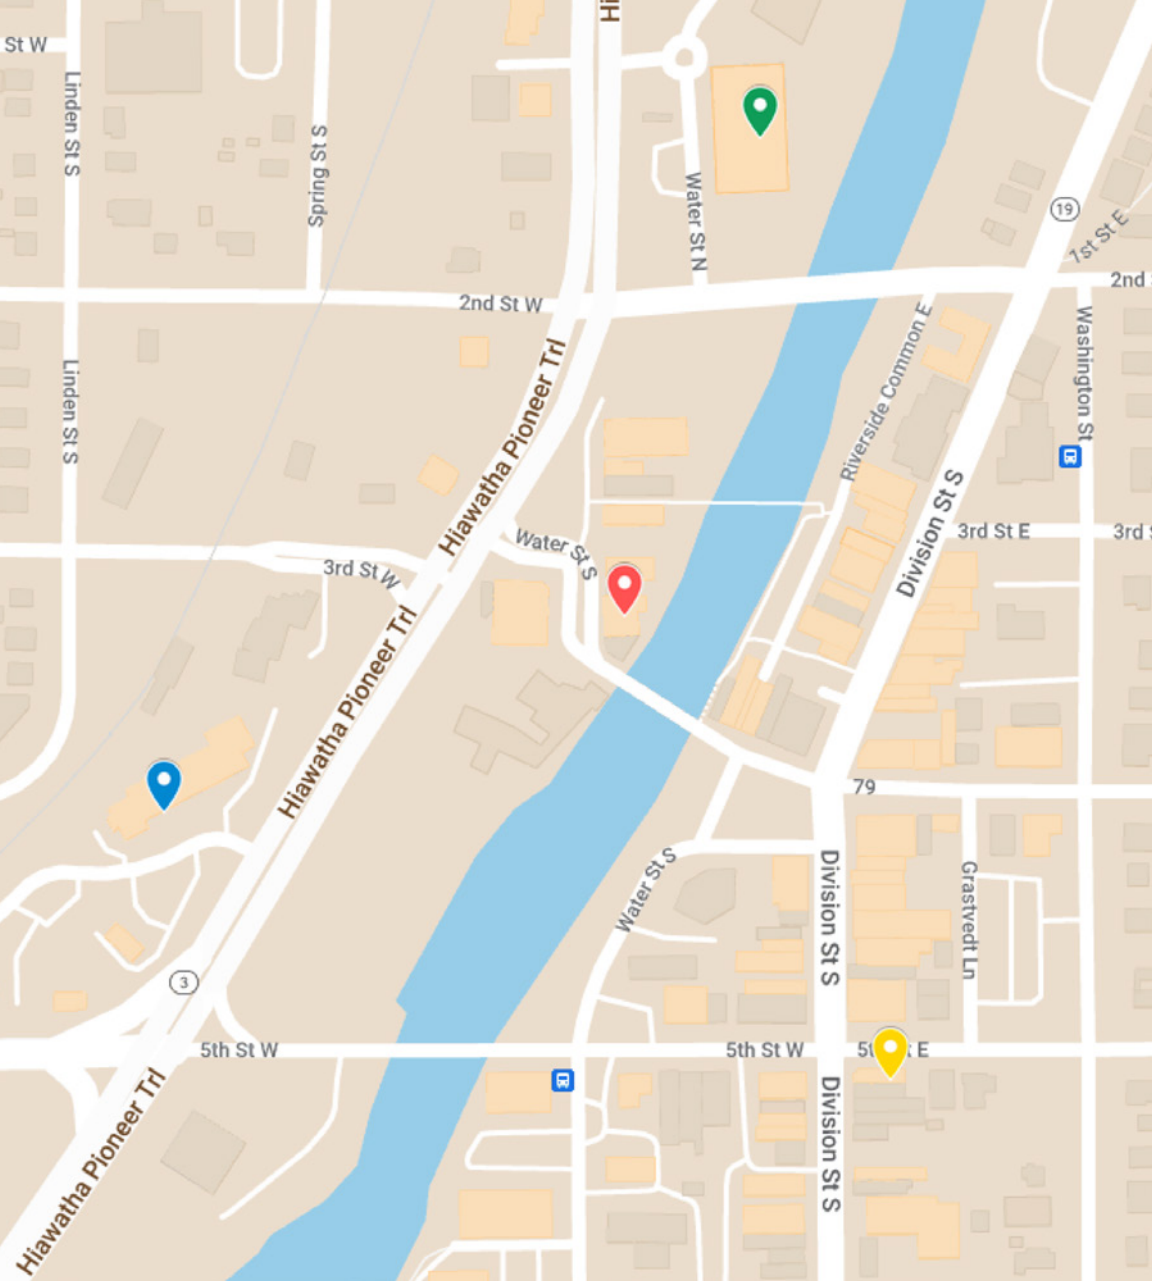 Hi
St W
Linden St S
Spring St S
Water St N
19
1st St E
2nd
2nd St W
Linden St S
Hiawatha Pioneer Trl
Riverside Common E
Washington St
Division St S
3rd St E
3rd
Water St S
3rd St W
Hiawatha Pioneer Trl
79
Water St S
Division St S
Grastvedt Ln
3
5th St W
5th St W
E
Hiawatha Pioneer Trl
Division St S